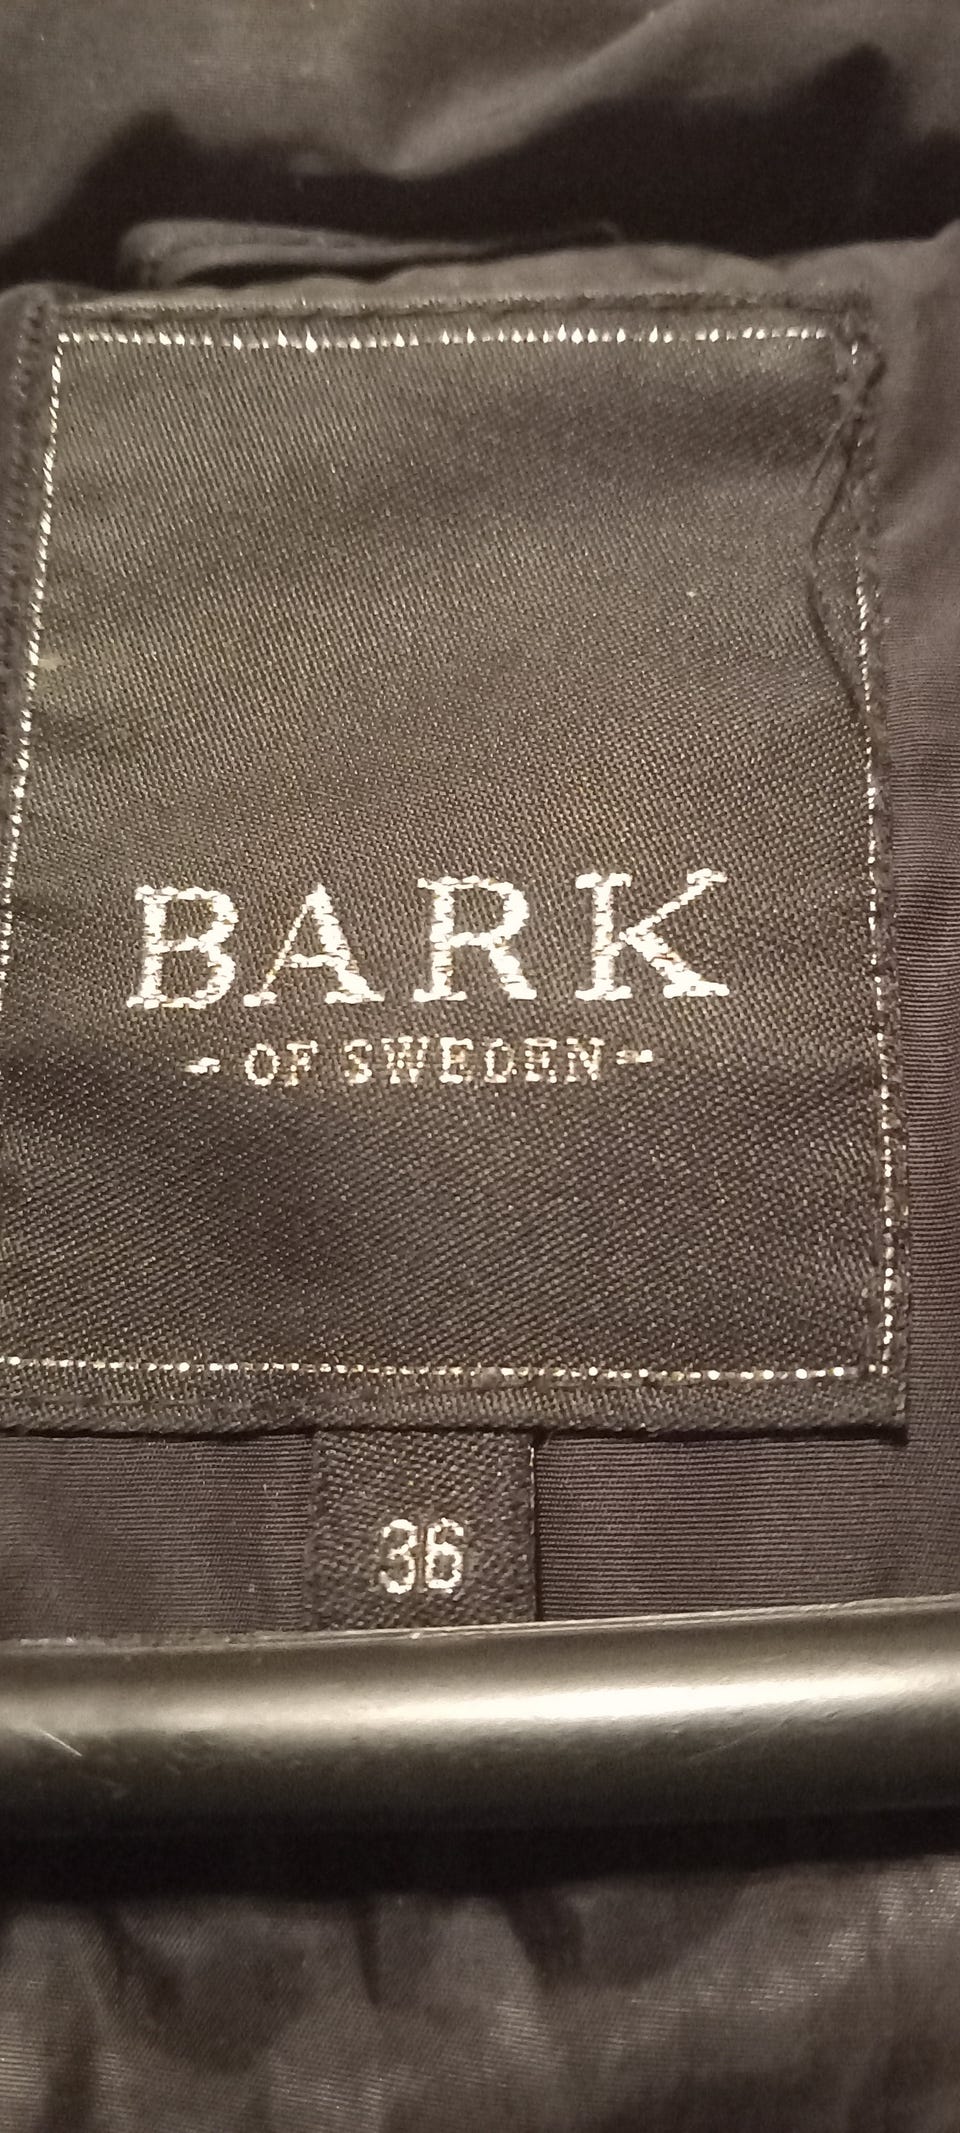 BARK
- OF SWEDEN -
36